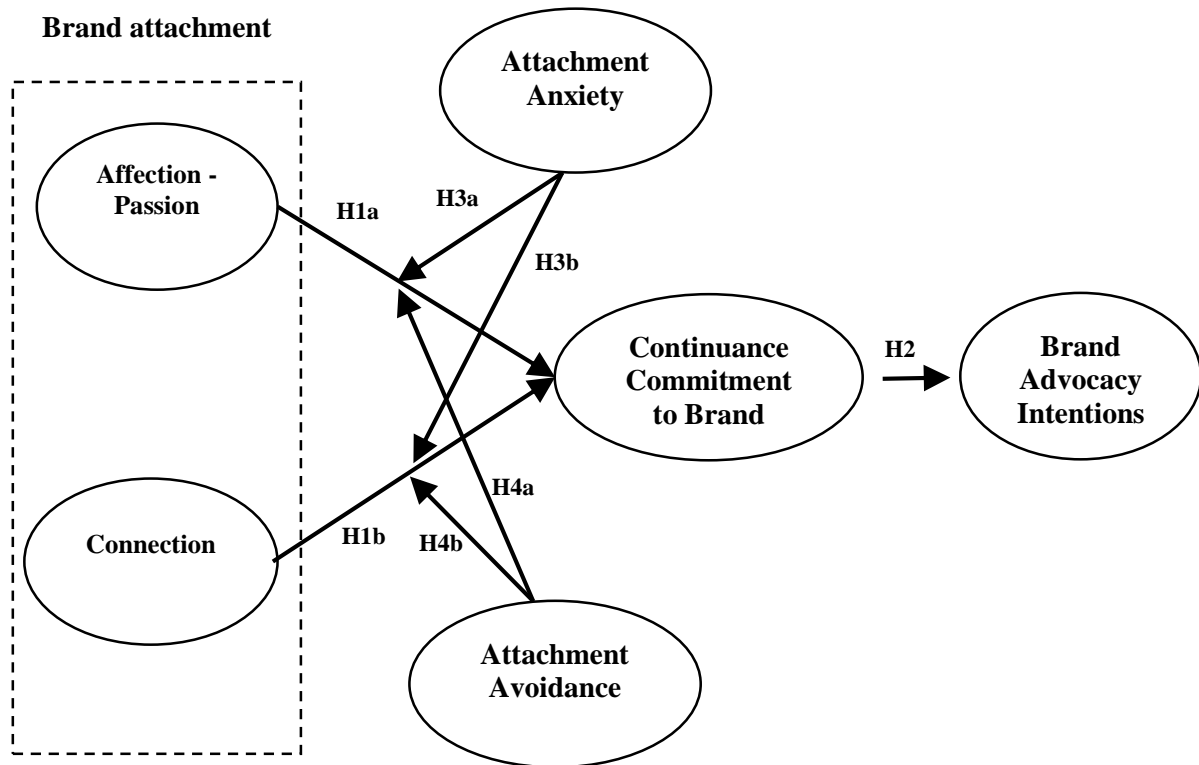 Brand attachment
Attachment
Anxiety
Affection -
Passion
H1a
H3a
H3b
Continuance
Commitment
to Brand
H2
Brand
Advocacy
Intentions
Connection
H1b
H4b
H4a
Attachment
Avoidance